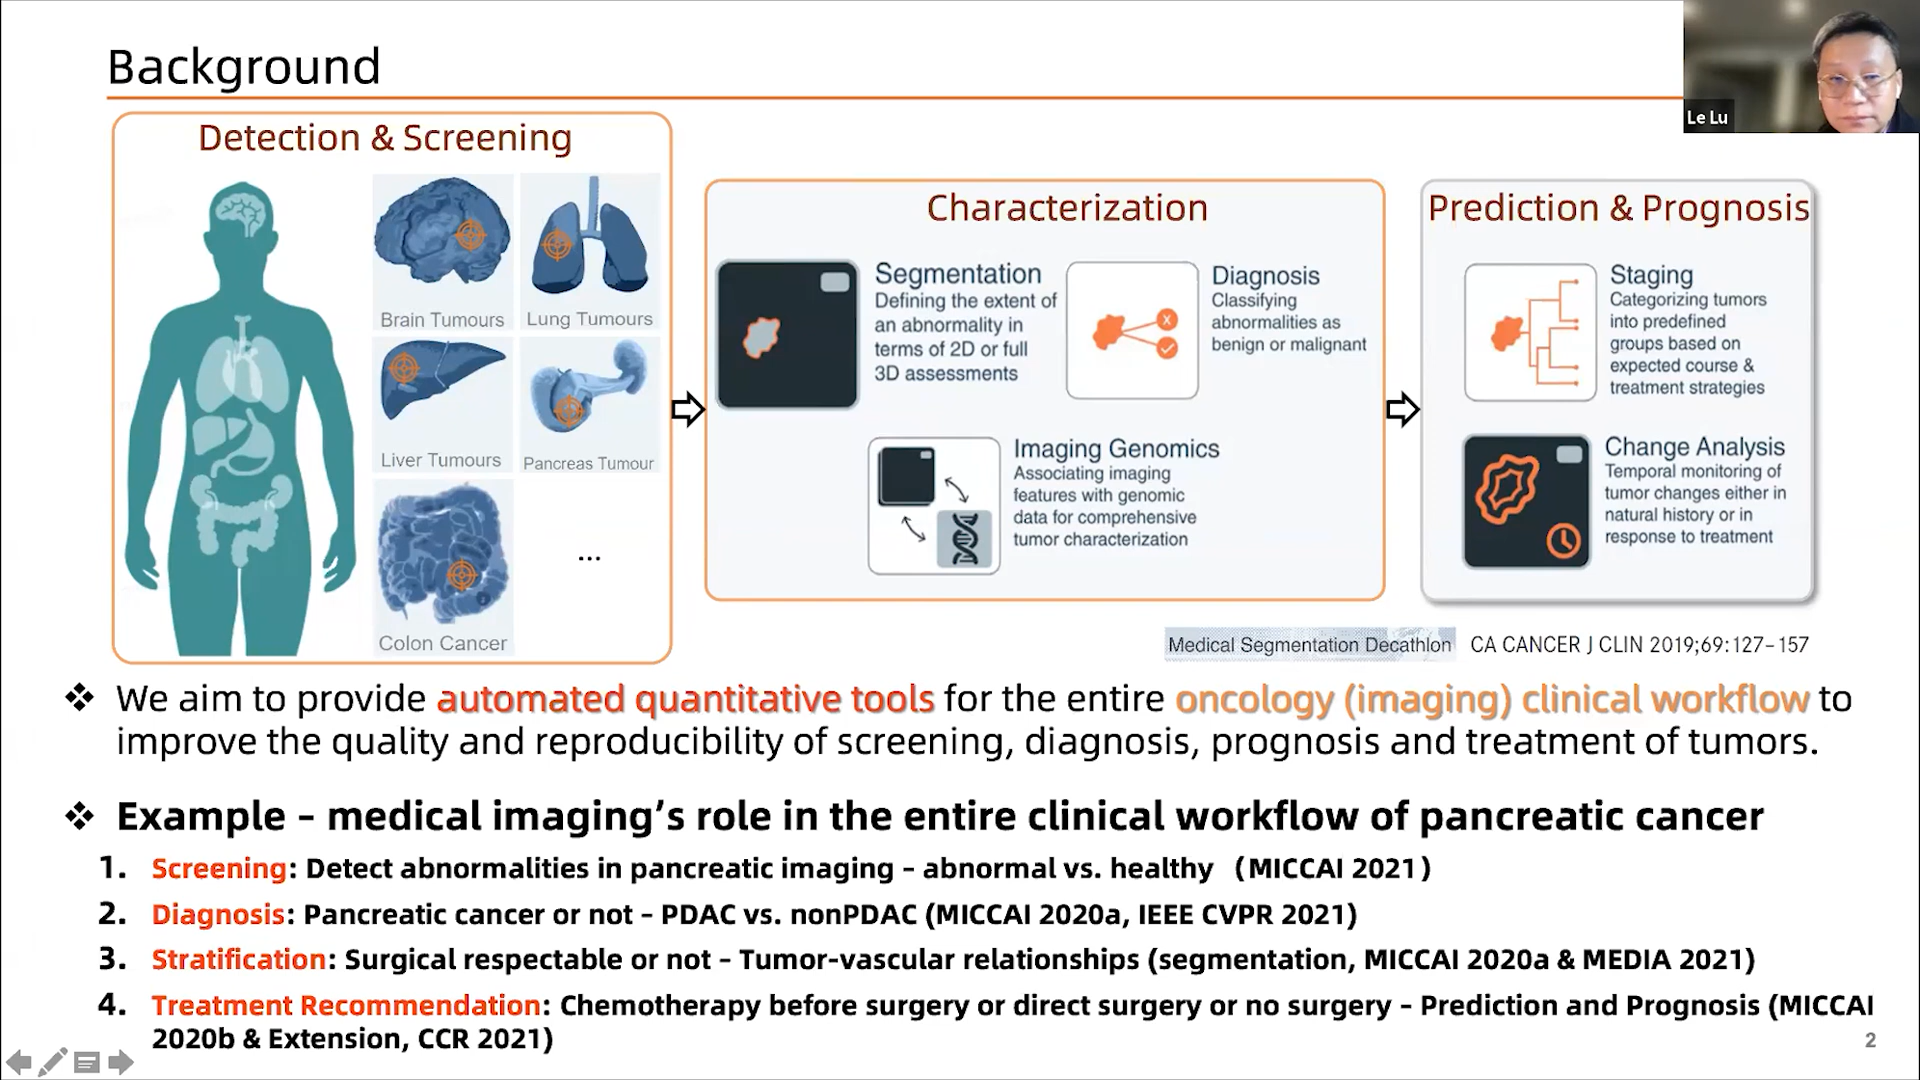 Background
Le Lu
Detection & Screening
Brain Tumours
Lung Tumours
Liver Tumours
Pancreas Tumour
Colon Cancer
...
Characterization
Segmentation
Defining the extent of
an abnormality in
terms of 2D or full
3D assessments
Diagnosis
Classifying
abnormalities as
benign or malignant
Imaging Genomics
Associating imaging
features with genomic
data for comprehensive
tumor characterization
Prediction & Prognosis
Staging
Categorizing tumors
into predefined
groups based on
expected course &
treatment strategies
Change Analysis
Temporal monitoring of
tumor changes either in
natural history or in
response to treatment
Medical Segmentation Decathlon CA CANCER J CLIN 2019;69:127–157
❖ We aim to provide automated quantitative tools for the entire oncology (imaging) clinical workflow to
improve the quality and reproducibility of screening, diagnosis, prognosis and treatment of tumors.
❖ Example – medical imaging's role in the entire clinical workflow of pancreatic cancer
1. Screening: Detect abnormalities in pancreatic imaging – abnormal vs. healthy (MICCAI 2021)
2. Diagnosis: Pancreatic cancer or not – PDAC vs. nonPDAC (MICCAI 2020a, IEEE CVPR 2021)
3. Stratification: Surgical respectable or not – Tumor-vascular relationships (segmentation, MICCAI 2020a & MEDIA 2021)
4. Treatment Recommendation: Chemotherapy before surgery or direct surgery or no surgery – Prediction and Prognosis (MICCAI
2020b & Extension, CCR 2021)
2